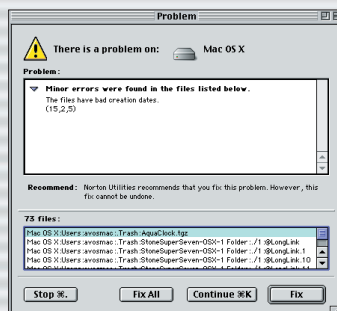 Problem
There is a problem on: Mac OS X
Problem:
Minor errors were found in the files listed below.
The files have bad creation dates.
(15,2,5)
Recommend: Norton Utilities recommends that you fix this problem. However, this
fix cannot be undone.
73 files:
Mac OS X:Users:avosmac:.Trash:AquaClock.tgz
Mac OS X:Users:avosmac:.Trash:StoneSuperSeven-OSX-1 Folder:./1:@LongLink
Mac OS X:Users:avosmac:.Trash:StoneSuperSeven-OSX-1 Folder:./1:@LongLink.1
Mac OS X:Users:avosmac:.Trash:StoneSuperSeven-OSX-1 Folder:./1:@LongLink.10
Stop ⌘. Fix All Continue ⌘K Fix